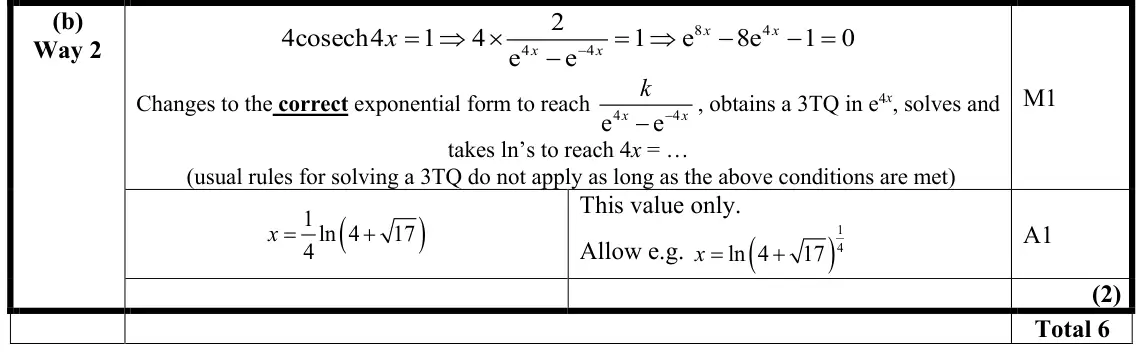 (b)
Way 2
4cosech4x = 1 ⇒ 4 × 2/(e^{4x} − e^{−4x}) = 1 ⇒ e^{8x} − 8e^{4x} − 1 = 0
Changes to the correct exponential form to reach k/(e^{4x} − e^{−4x}), obtains a 3TQ in e^{4x}, solves and
takes ln’s to reach 4x = …
(usual rules for solving a 3TQ do not apply as long as the above conditions are met)
M1
x = 1/4 ln(4 + √17)
This value only.
Allow e.g. x = ln(4 + √17)^{1/4}
A1
(2)
Total 6